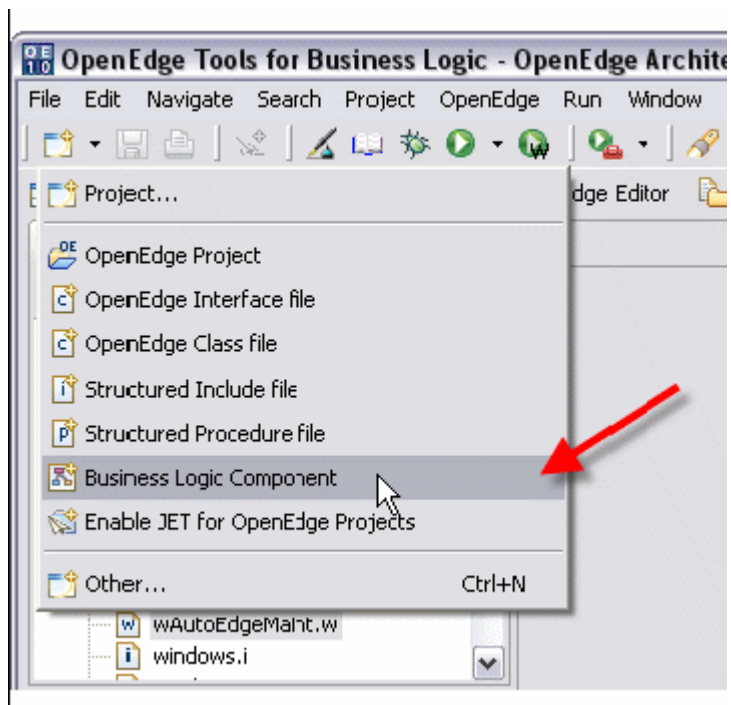 OpenEdge Tools for Business Logic - OpenEdge Archite
File Edit Navigate Search Project OpenEdge Run Window
Project...
dge Editor
OpenEdge Project
OpenEdge Interface file
OpenEdge Class file
Structured Include file
Structured Procedure file
Business Logic Component
Enable JET for OpenEdge Projects
Other... Ctrl+N
wAutoEdgeMaint.w
windows.i